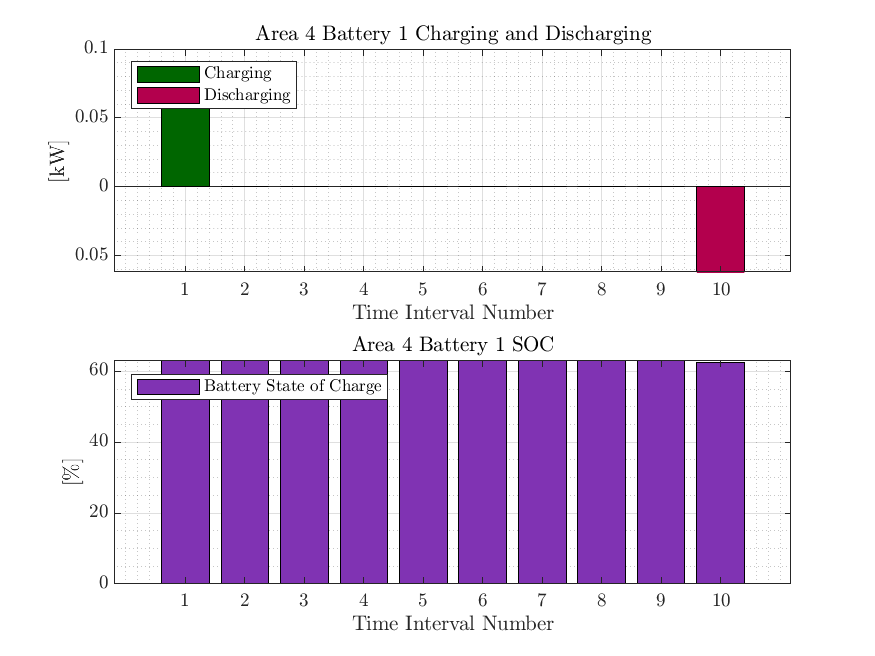 Area 4 Battery 1 Charging and Discharging
0.1
0.05
0
0.05
[kW]
Charging
Discharging
1 2 3 4 5 6 7 8 9 10
Time Interval Number
Area 4 Battery 1 SOC
60
40
20
0
[%]
Battery State of Charge
1 2 3 4 5 6 7 8 9 10
Time Interval Number